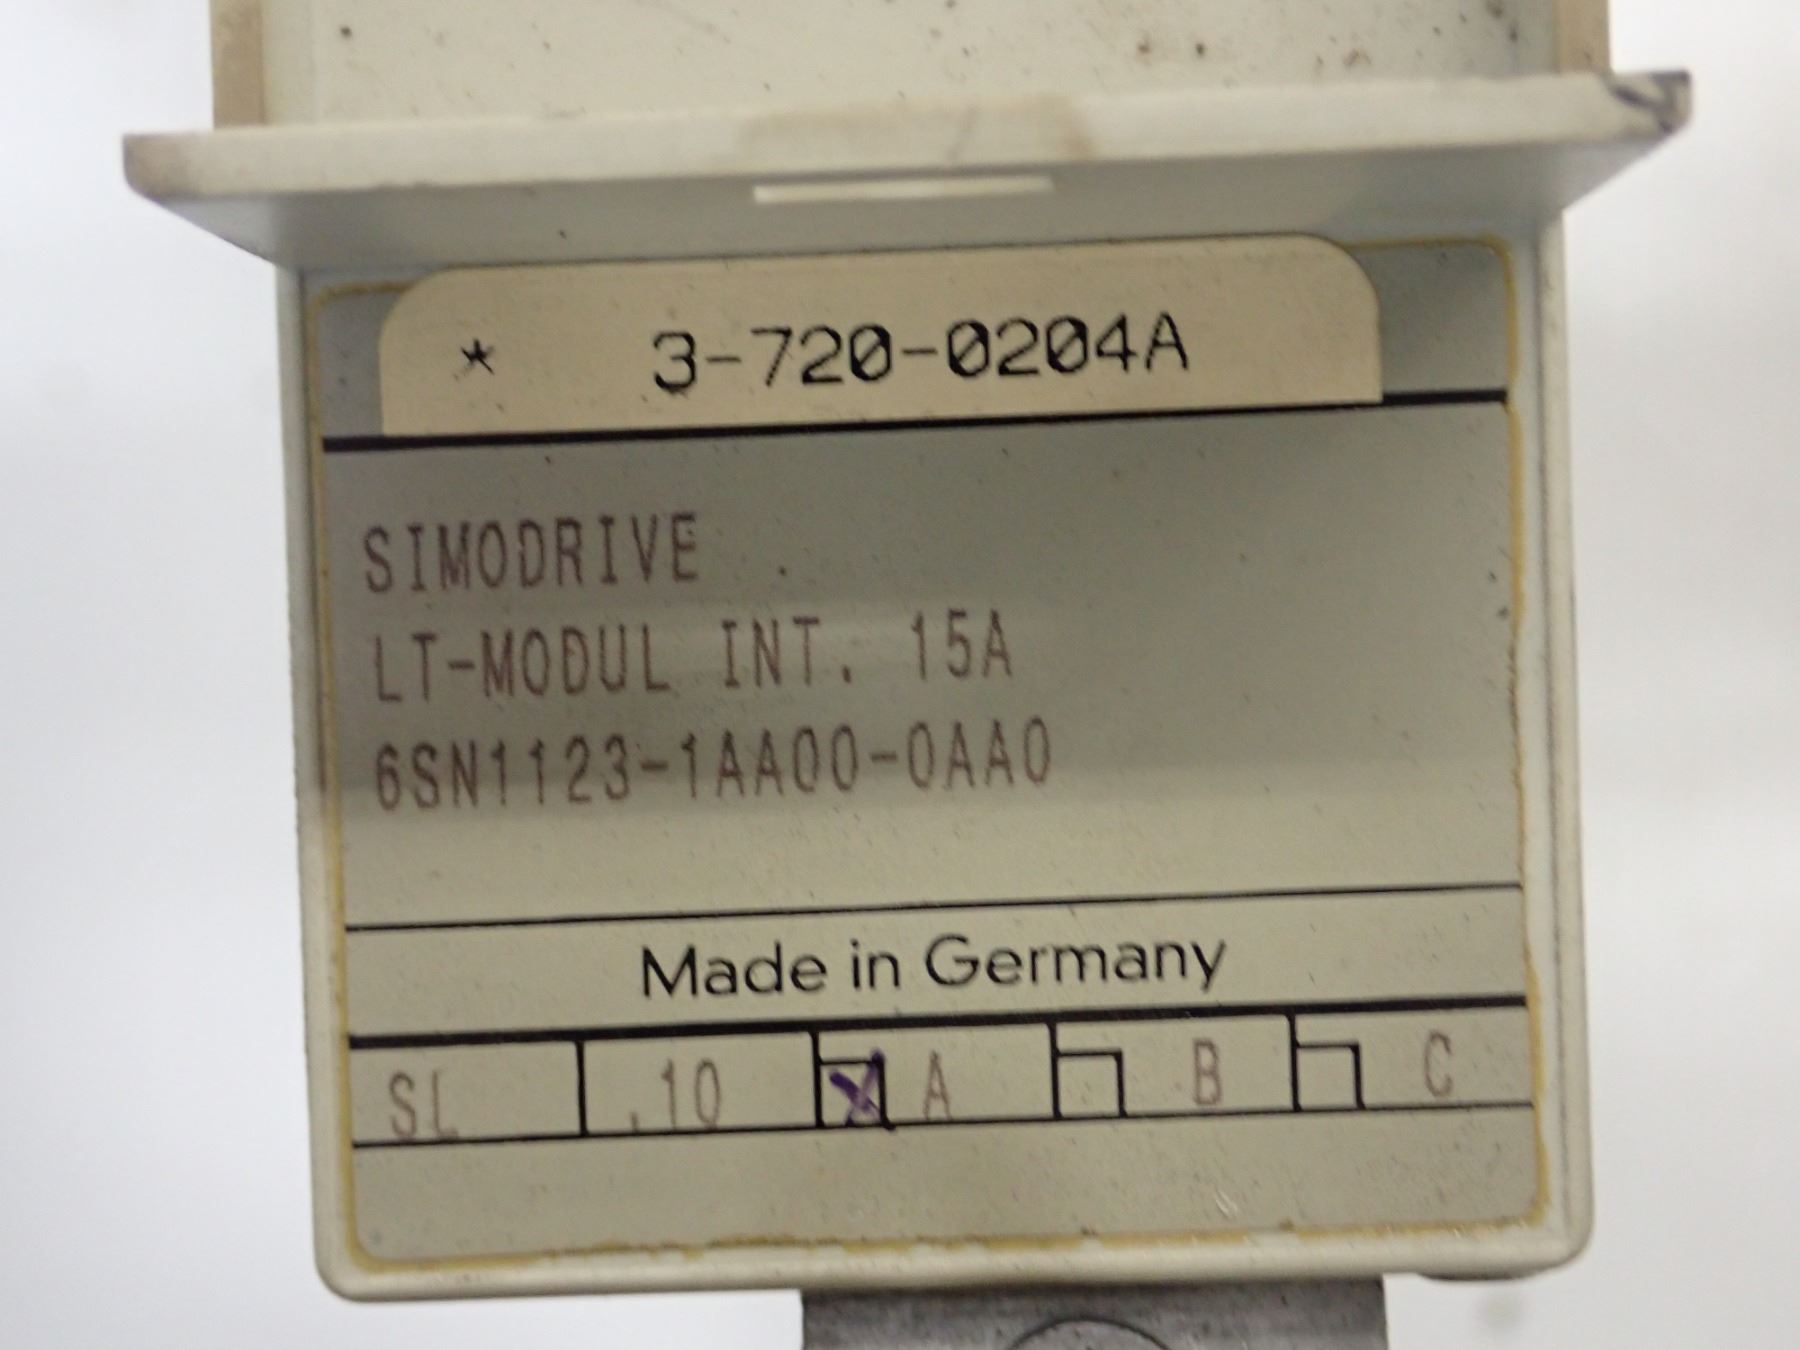 * 3-720-0204A
SIMODRIVE
LT-MODUL INT. 15A
6SN1123-1AA00-0AA0
Made in Germany
SL .10 X A B C